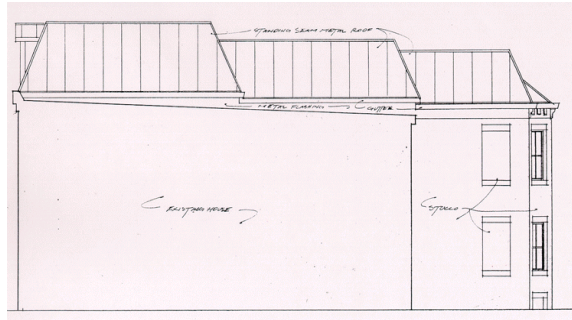 STANDING SEAM METAL ROOF
METAL FLASHING
GUTTER
EXISTING HOUSE
STUCCO